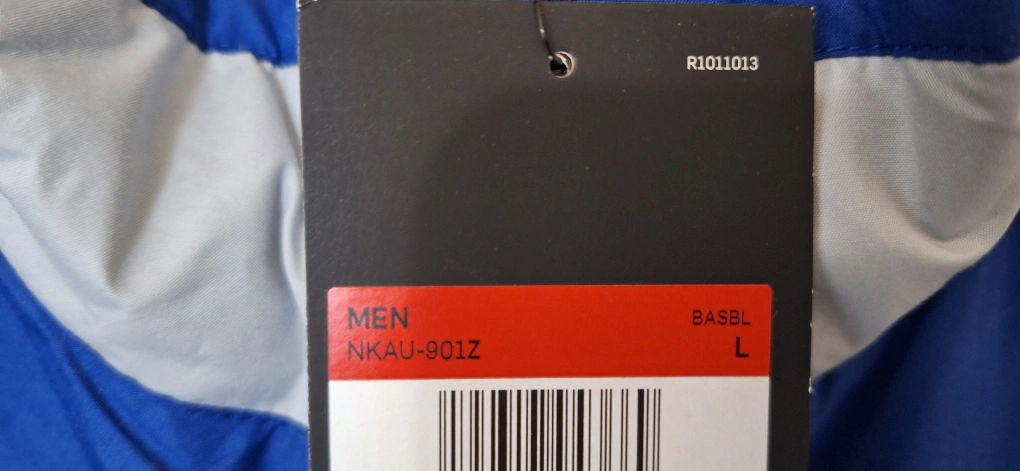 R1011013
MEN
BASBL
NKAU-901Z
L